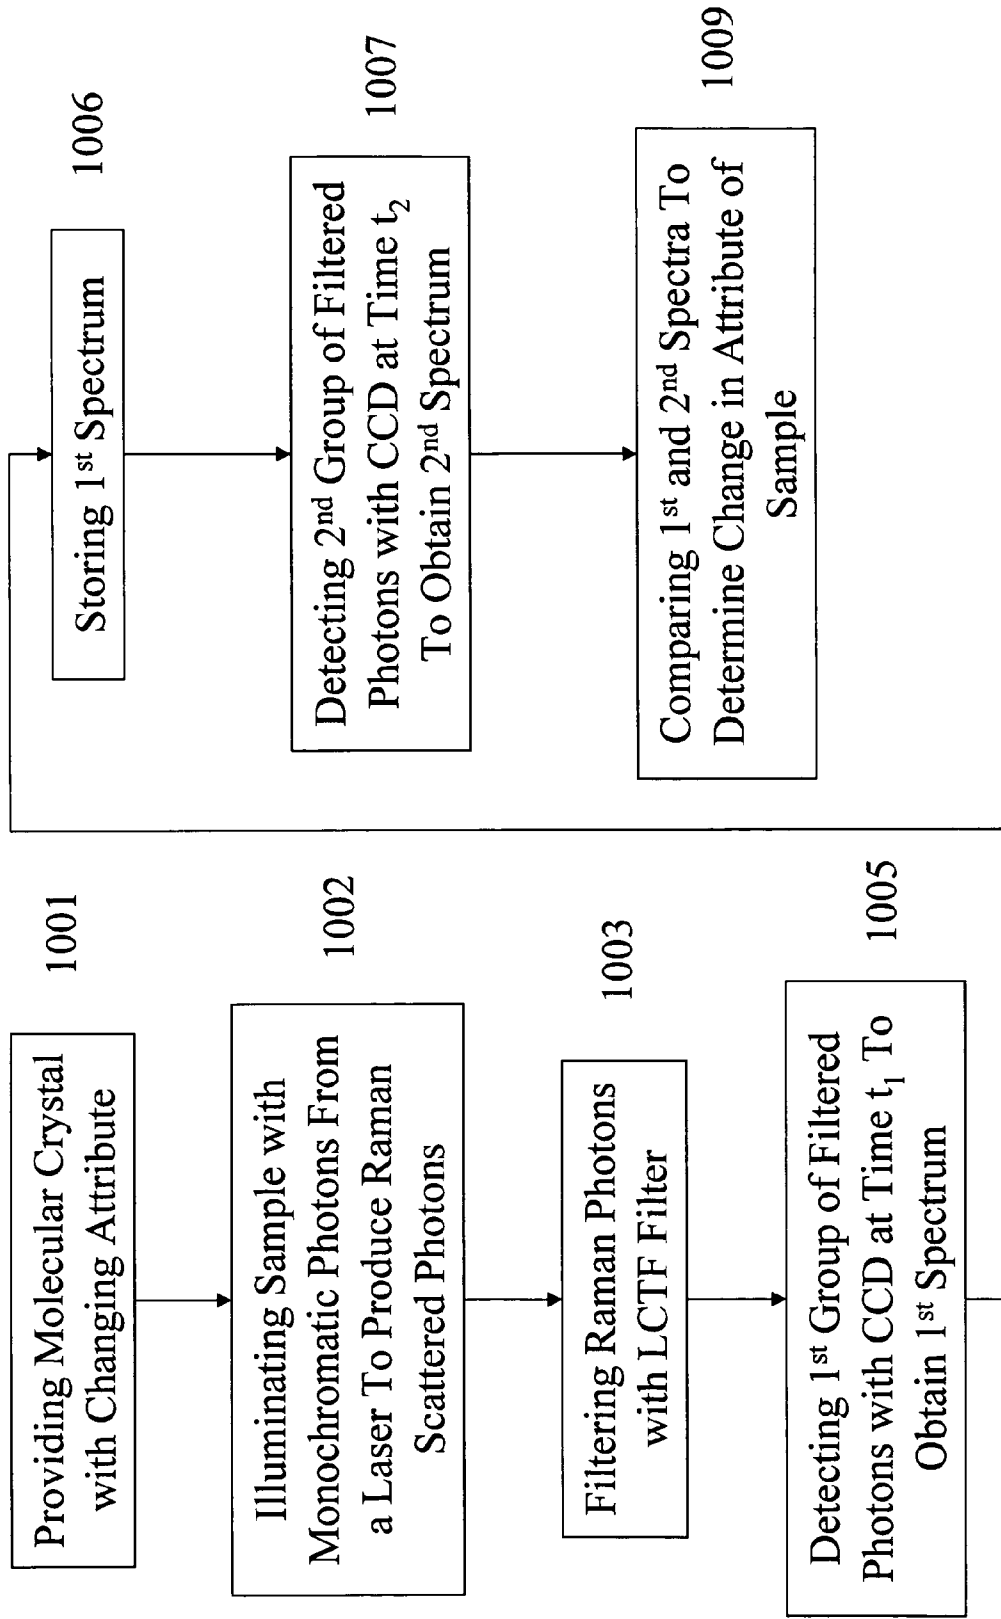 Providing Molecular Crystal
with Changing Attribute
1001
Illuminating Sample with
Monochromatic Photons From
a Laser To Produce Raman
Scattered Photons
1002
Filtering Raman Photons
with LCTF Filter
1003
Detecting 1st Group of Filtered
Photons with CCD at Time t1 To
Obtain 1st Spectrum
1005
Storing 1st Spectrum
1006
Detecting 2nd Group of Filtered
Photons with CCD at Time t2
To Obtain 2nd Spectrum
1007
Comparing 1st and 2nd Spectra To
Determine Change in Attribute of
Sample
1009